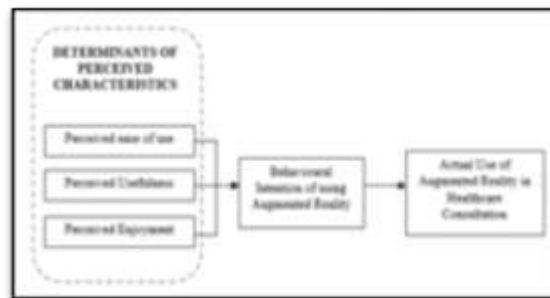 DETERMINANTS OF
PERCEIVED
CHARACTERISTICS
Perceived ease of use
Perceived Usefulness
Perceived Enjoyment
Behavioural
Intention of using
Augmented Reality
Actual Use of
Augmented Reality in
Healthcare
Consultation